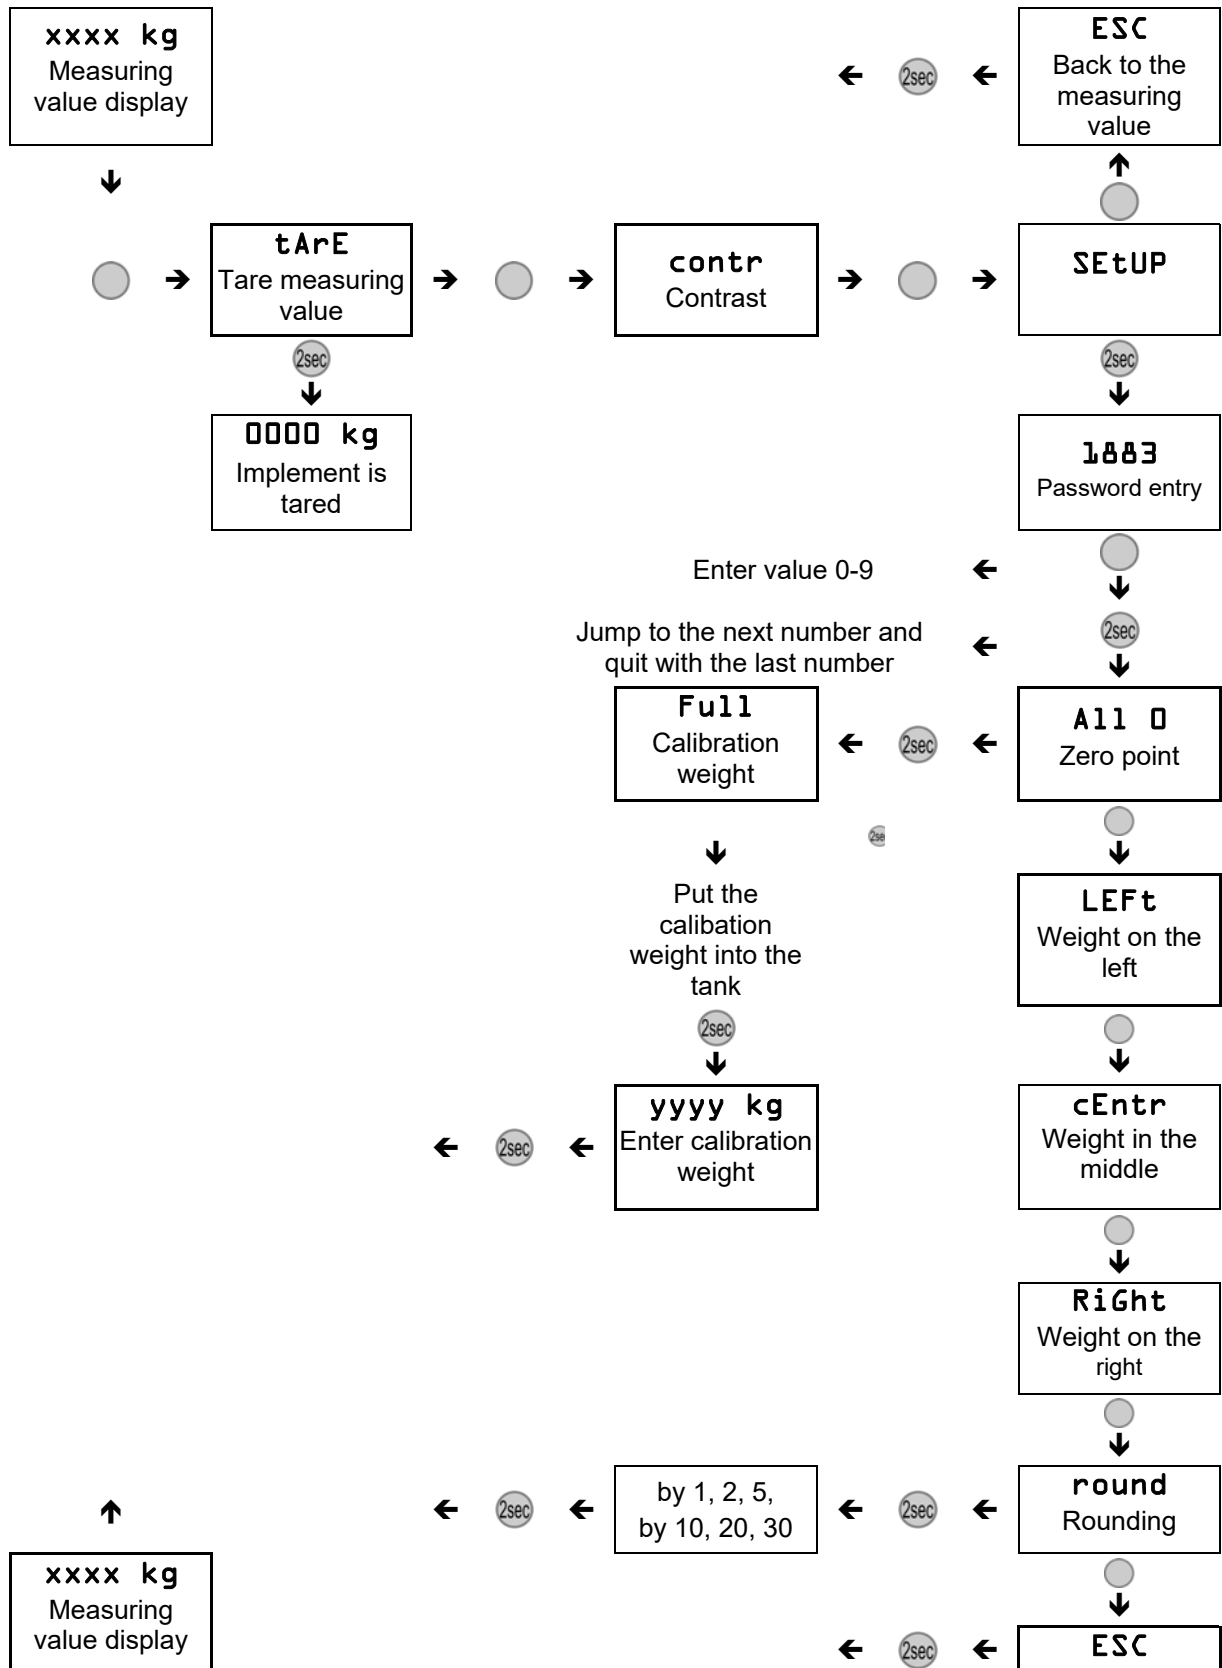 xxxx kg
Measuring
value display
ESC
Back to the
measuring
value
2sec
tArE
Tare measuring
value
contr
Contrast
SEtUP
2sec
2sec
0000 kg
Implement is
tared
1883
Password entry
Enter value 0-9
Jump to the next number and
quit with the last number
2sec
Full
Calibration
weight
2sec
All 0
Zero point
2se
Put the
calibation
weight into the
tank
2sec
LEFt
Weight on the
left
yyyy kg
Enter calibration
weight
2sec
cEntr
Weight in the
middle
RiGht
Weight on the
right
2sec
by 1, 2, 5,
by 10, 20, 30
2sec
round
Rounding
xxxx kg
Measuring
value display
2sec
ESC